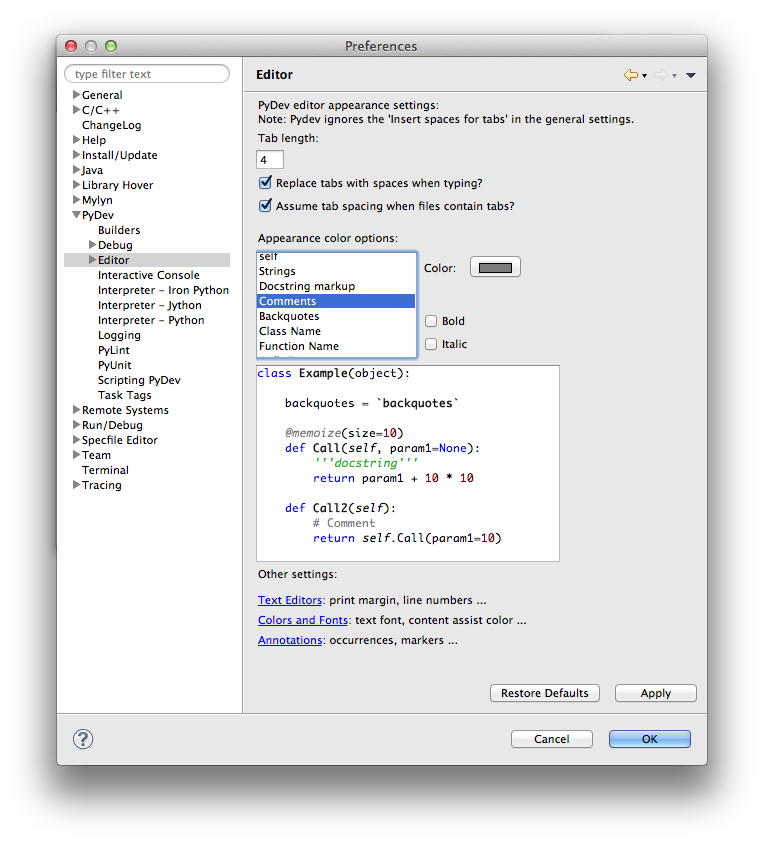 Preferences
type filter text
General
C/C++
ChangeLog
Help
Install/Update
Java
Library Hover
Mylyn
PyDev
Builders
Debug
Editor
Interactive Console
Interpreter - Iron Python
Interpreter - Jython
Interpreter - Python
Logging
PyLint
PyUnit
Scripting PyDev
Task Tags
Remote Systems
Run/Debug
Specfile Editor
Team
Terminal
Tracing
Editor
PyDev editor appearance settings:
Note: Pydev ignores the 'Insert spaces for tabs' in the general settings.
Tab length:
4
Replace tabs with spaces when typing?
Assume tab spacing when files contain tabs?
Appearance color options:
self
Strings
Docstring markup
Comments
Backquotes
Class Name
Function Name
Color:
Bold
Italic
class Example(object):
backquotes = `backquotes`
@memoize(size=10)
def Call(self, param1=None):
'''docstring'''
return param1 + 10 * 10
def Call2(self):
# Comment
return self.Call(param1=10)
Other settings:
Text Editors: print margin, line numbers ...
Colors and Fonts: text font, content assist color ...
Annotations: occurrences, markers ...
Restore Defaults
Apply
?
Cancel
OK